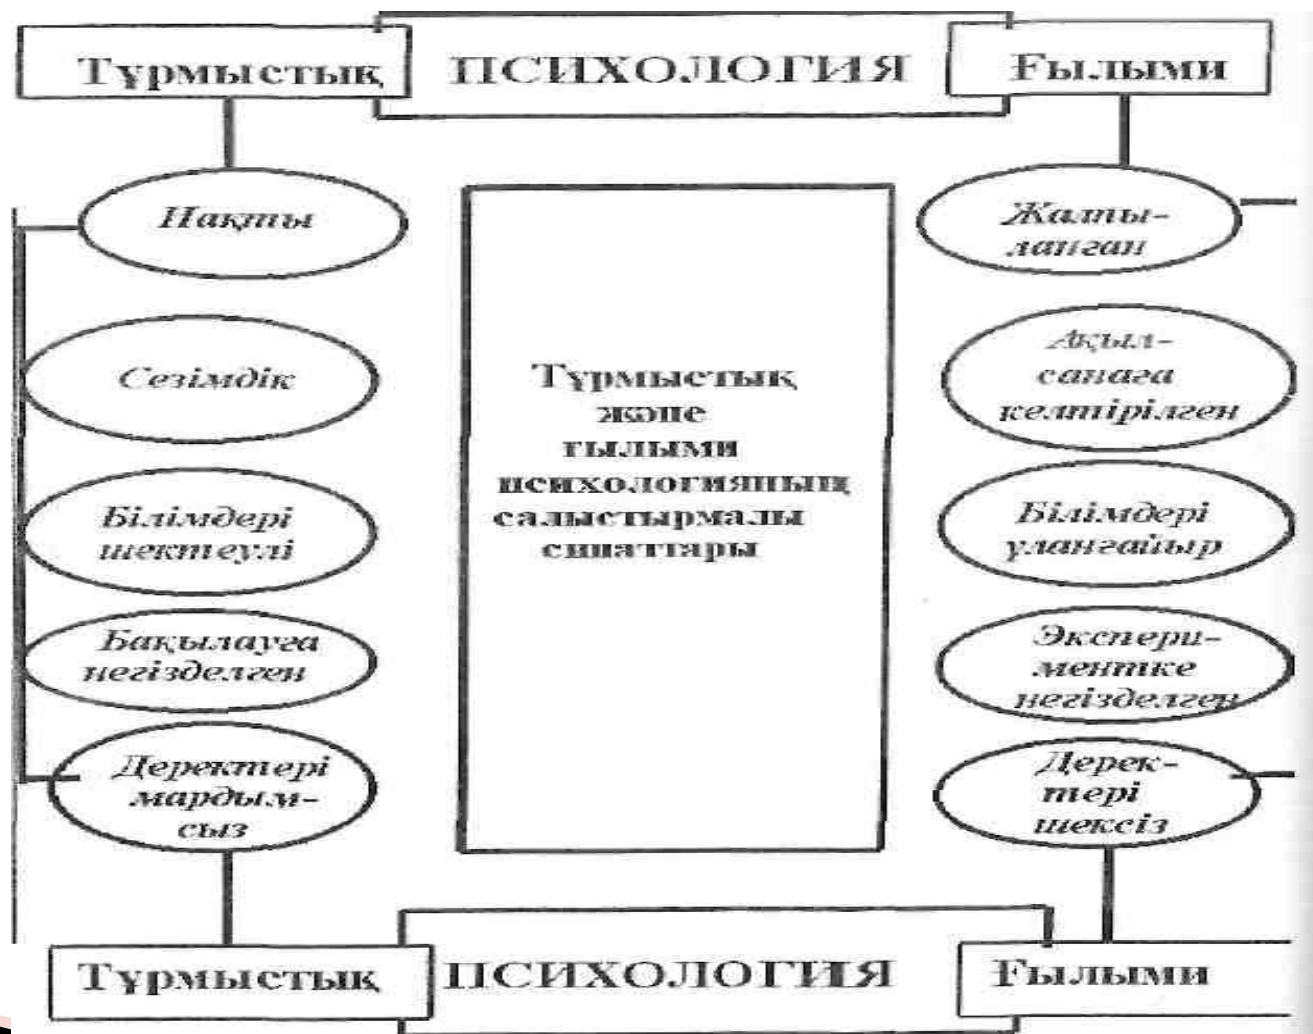 Тұрмыстық ПСИХОЛОГИЯ Ғылыми
Нақты
Сезімдік
Білімдері
шектеулі
Бақылауға
негізделген
Деректері
мардым-
сыз
Тұрмыстық
және
ғылыми
психологияның
салыстырмалы
сипаттары
Жалпы-
ланған
Ақыл-
санаға
келтірілген
Білімдері
ұланғайыр
Экспери-
ментке
негізделген
Дерек-
тері
шексіз
Тұрмыстық ПСИХОЛОГИЯ Ғылыми